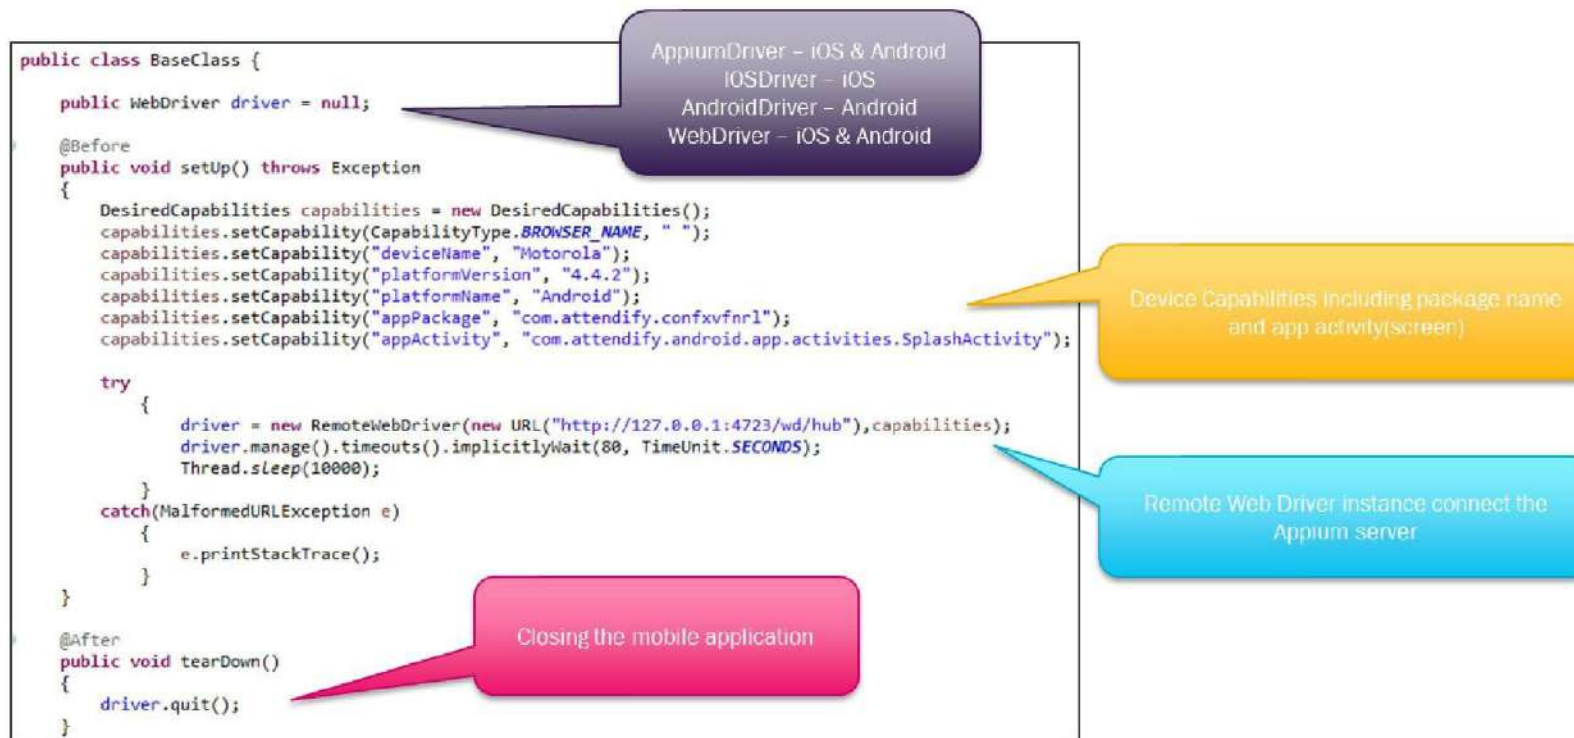 public class BaseClass {
public WebDriver driver = null;
@Before
public void setUp() throws Exception
{
DesiredCapabilities capabilities = new DesiredCapabilities();
capabilities.setCapability(CapabilityType.BROWSER_NAME, " ");
capabilities.setCapability("deviceName", "Motorola");
capabilities.setCapability("platformVersion", "4.4.2");
capabilities.setCapability("platformName", "Android");
capabilities.setCapability("appPackage", "com.attendify.confxvfnrl");
capabilities.setCapability("appActivity", "com.attendify.android.app.activities.SplashActivity");
try
{
driver = new RemoteWebDriver(new URL("http://127.0.0.1:4723/wd/hub"),capabilities);
driver.manage().timeouts().implicitlyWait(80, TimeUnit.SECONDS);
Thread.sleep(10000);
}
catch(MalformedURLException e)
{
e.printStackTrace();
}
}
@After
public void tearDown()
{
driver.quit();
}
AppiumDriver – iOS & Android
IOSDriver – iOS
AndroidDriver – Android
WebDriver – iOS & Android
Device Capabilities including package name
and app activity(screen)
Remote Web Driver instance connect the
Appium server
Closing the mobile application